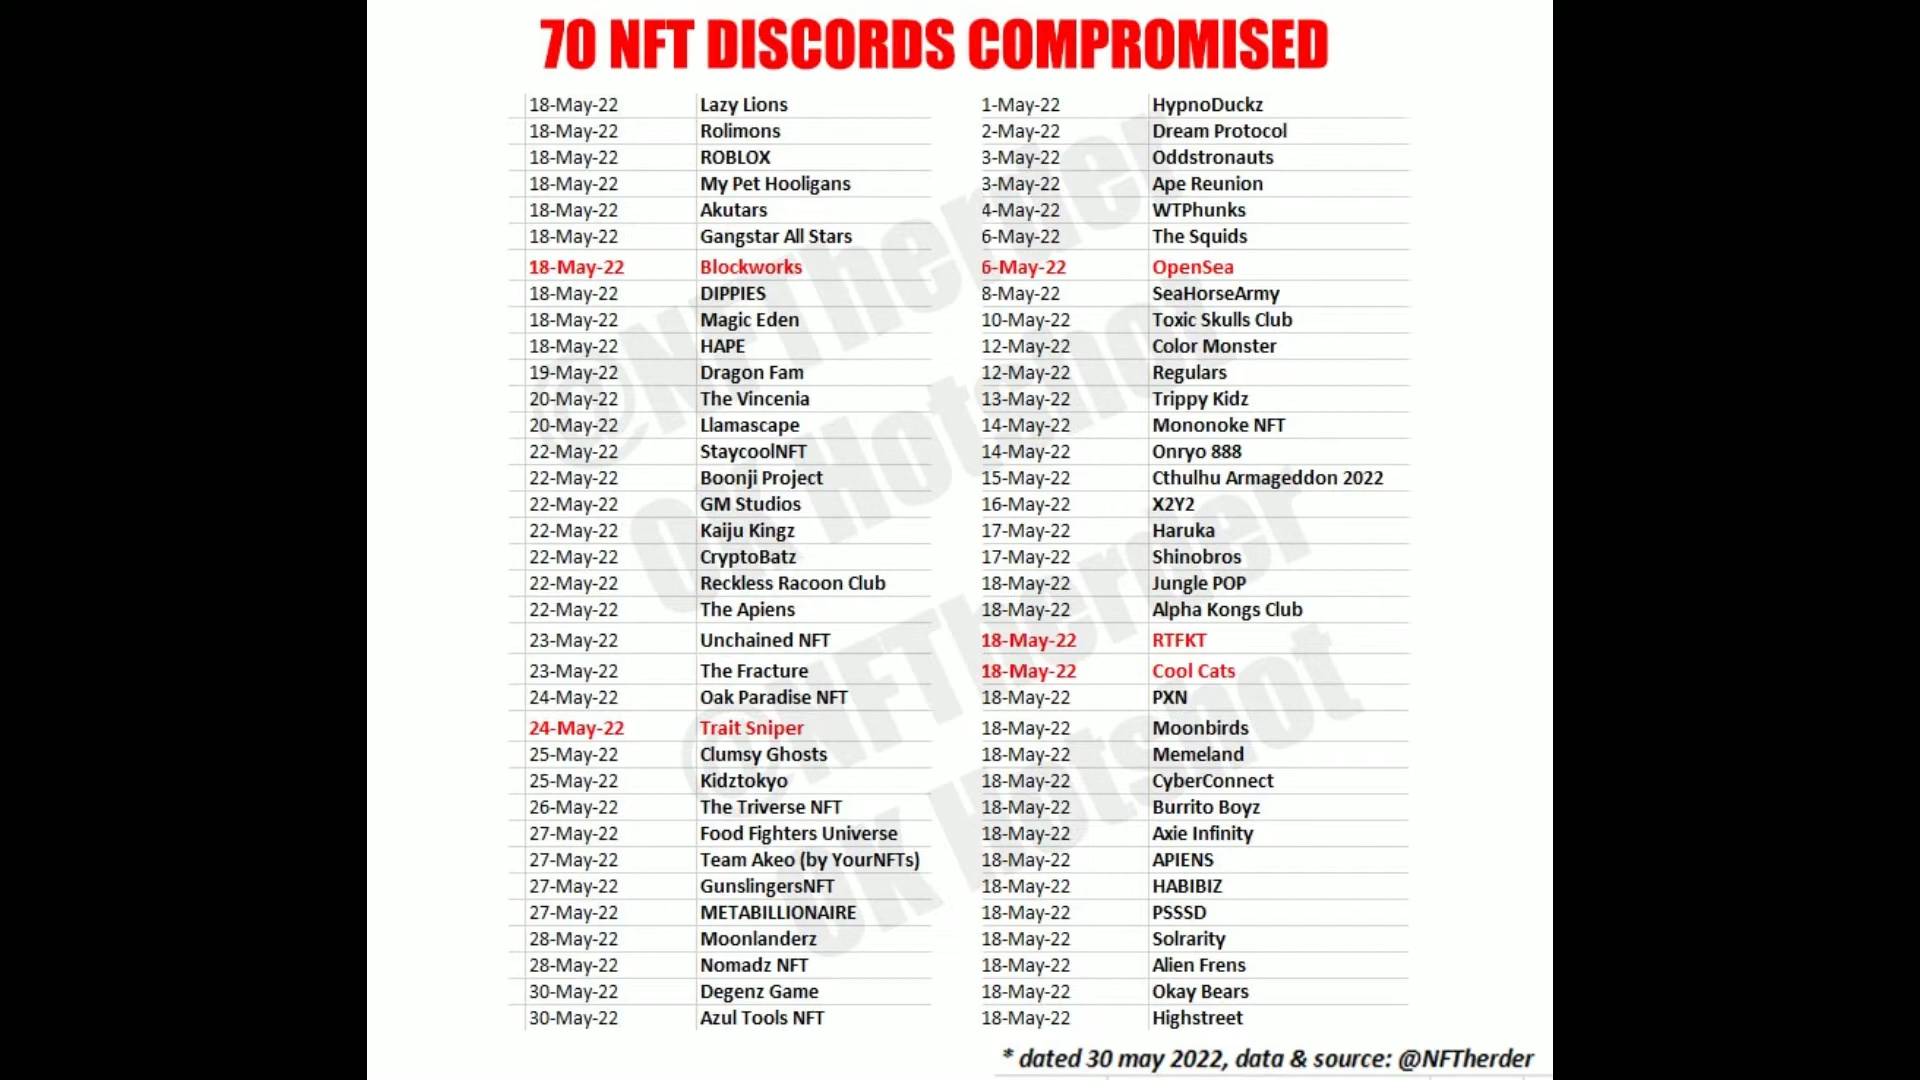 70 NFT DISCORDS COMPROMISED
18-May-22 Lazy Lions 1-May-22 HypnoDuckz
18-May-22 Rolimons 2-May-22 Dream Protocol
18-May-22 ROBLOX 3-May-22 Oddstronauts
18-May-22 My Pet Hooligans 3-May-22 Ape Reunion
18-May-22 Akutars 4-May-22 WTPhunks
18-May-22 Gangstar All Stars 6-May-22 The Squids
18-May-22 Blockworks 6-May-22 OpenSea
18-May-22 DIPPIES 8-May-22 SeaHorseArmy
18-May-22 Magic Eden 10-May-22 Toxic Skulls Club
18-May-22 HAPE 12-May-22 Color Monster
19-May-22 Dragon Fam 12-May-22 Regulars
20-May-22 The Vincenia 13-May-22 Trippy Kidz
20-May-22 Llamascape 14-May-22 Mononoke NFT
22-May-22 StaycoolNFT 14-May-22 Onryo 888
22-May-22 Boonji Project 15-May-22 Cthulhu Armageddon 2022
22-May-22 GM Studios 16-May-22 X2Y2
22-May-22 Kaiju Kingz 17-May-22 Haruka
22-May-22 CryptoBatz 17-May-22 Shinobros
22-May-22 Reckless Racoon Club 18-May-22 Jungle POP
22-May-22 The Apiens 18-May-22 Alpha Kongs Club
23-May-22 Unchained NFT 18-May-22 RTFKT
23-May-22 The Fracture 18-May-22 Cool Cats
24-May-22 Oak Paradise NFT 18-May-22 PXN
24-May-22 Trait Sniper 18-May-22 Moonbirds
25-May-22 Clumsy Ghosts 18-May-22 Memeland
25-May-22 Kidztokyo 18-May-22 CyberConnect
26-May-22 The Triverse NFT 18-May-22 Burrito Boyz
27-May-22 Food Fighters Universe 18-May-22 Axie Infinity
27-May-22 Team Akeo (by YourNFTs) 18-May-22 APIENS
27-May-22 GunslingersNFT 18-May-22 HABIBIZ
27-May-22 METABILLIONAIRE 18-May-22 PSSSD
28-May-22 Moonlanderz 18-May-22 Solrarity
28-May-22 Nomadz NFT 18-May-22 Alien Frens
30-May-22 Degenz Game 18-May-22 Okay Bears
30-May-22 Azul Tools NFT 18-May-22 Highstreet
* dated 30 may 2022, data & source: @NFTherder
@NFTherder
OK Hotshot
@NFTherder
OK Hotshot